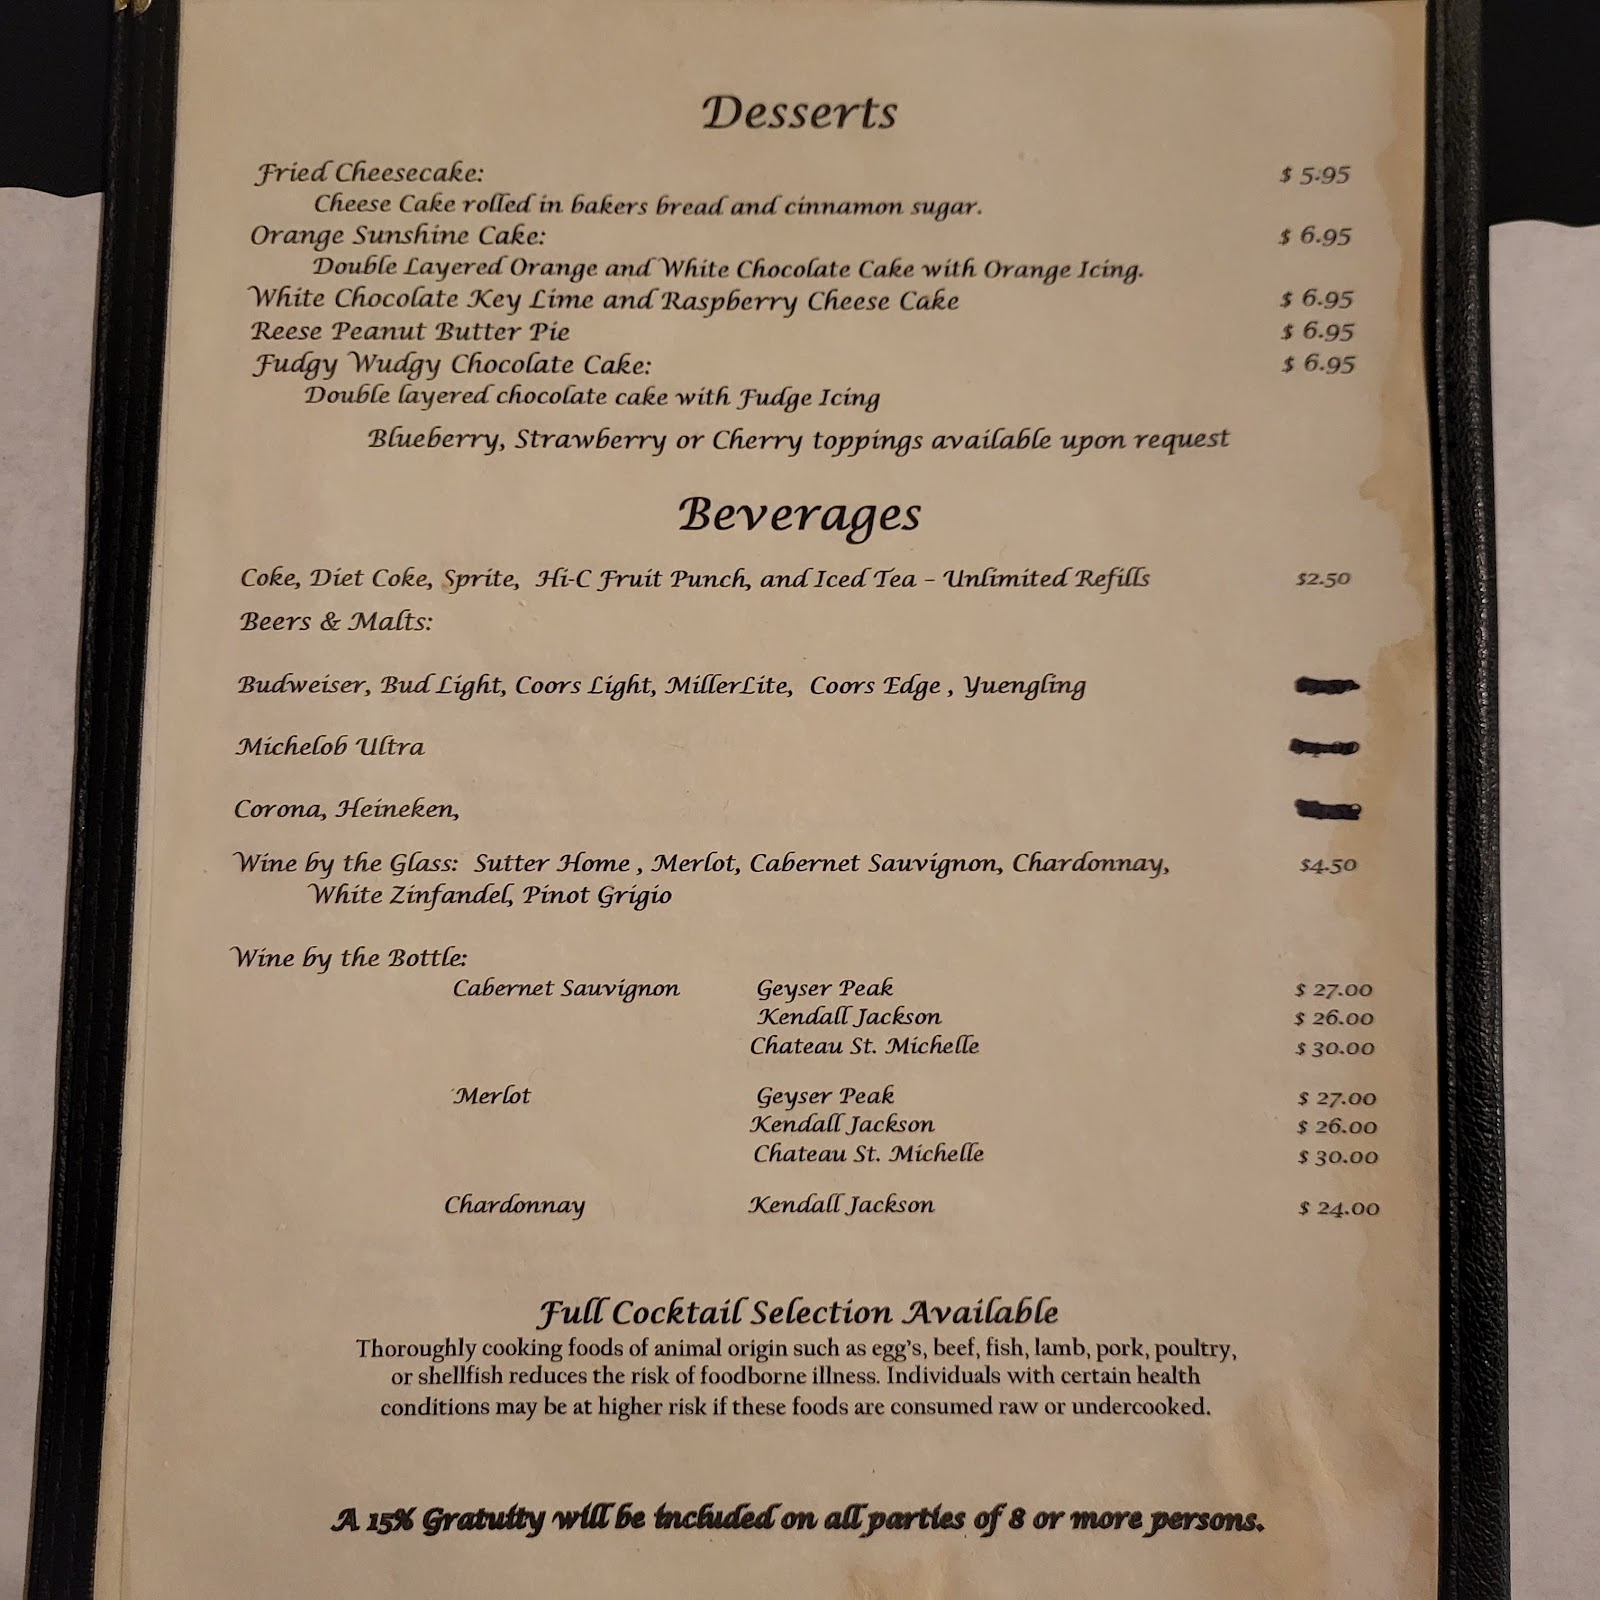 Desserts
Fried Cheesecake: $ 5.95
Cheese Cake rolled in bakers bread and cinnamon sugar.
Orange Sunshine Cake: $ 6.95
Double Layered Orange and White Chocolate Cake with Orange Icing.
White Chocolate Key Lime and Raspberry Cheese Cake $ 6.95
Reese Peanut Butter Pie $ 6.95
Fudgy Wudgy Chocolate Cake: $ 6.95
Double layered chocolate cake with Fudge Icing
Blueberry, Strawberry or Cherry toppings available upon request
Beverages
Coke, Diet Coke, Sprite, Hi-C Fruit Punch, and Iced Tea – Unlimited Refills $2.50
Beers & Malts:
Budweiser, Bud Light, Coors Light, MillerLite, Coors Edge , Yuengling
Michelob Ultra
Corona, Heineken,
Wine by the Glass: Sutter Home , Merlot, Cabernet Sauvignon, Chardonnay, $4.50
White Zinfandel, Pinot Grigio
Wine by the Bottle:
Cabernet Sauvignon Geyser Peak $ 27.00
Kendall Jackson $ 26.00
Chateau St. Michelle $ 30.00
Merlot Geyser Peak $ 27.00
Kendall Jackson $ 26.00
Chateau St. Michelle $ 30.00
Chardonnay Kendall Jackson $ 24.00
Full Cocktail Selection Available
Thoroughly cooking foods of animal origin such as egg's, beef, fish, lamb, pork, poultry,
or shellfish reduces the risk of foodborne illness. Individuals with certain health
conditions may be at higher risk if these foods are consumed raw or undercooked.
A 15% Gratuity will be included on all parties of 8 or more persons.